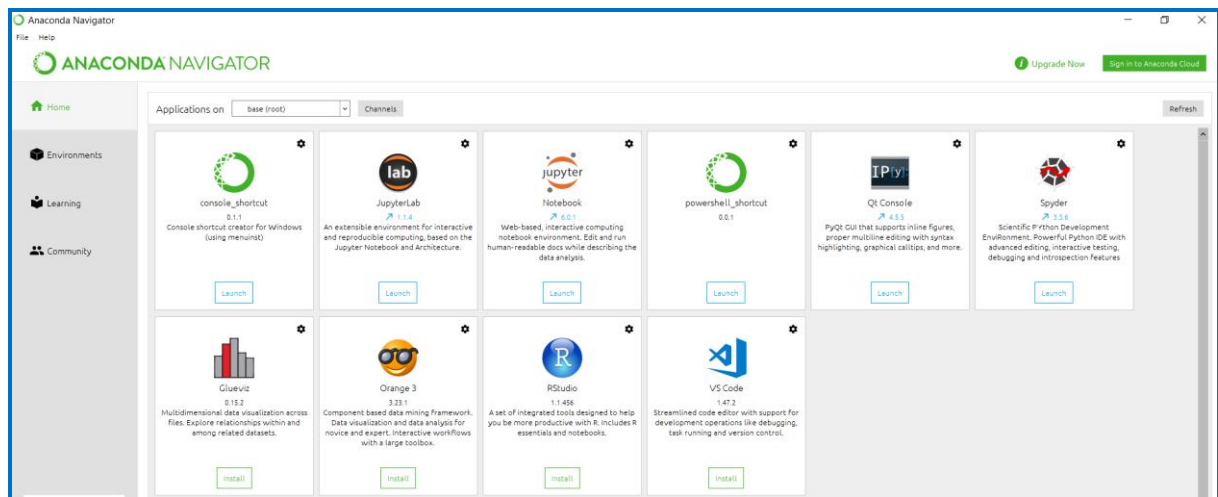 Anaconda Navigator
File Help
ANACONDA NAVIGATOR
Upgrade Now
Sign in to Anaconda Cloud
Home
Environments
Learning
Community
Applications on base (root) Channels Refresh
console_shortcut
0.1.1
Console shortcut creator for Windows
(using menuinst)
Launch
lab
JupyterLab
1.1.4
An extensible environment for interactive
and reproducible computing, based on the
Jupyter Notebook and Architecture.
Launch
jupyter
Notebook
6.0.1
Web-based, interactive computing
notebook environment. Edit and run
human-readable docs while describing the
data analysis.
Launch
powershell_shortcut
0.0.1
Launch
IP[y]:
Qt Console
4.5.5
PyQt GUI that supports inline figures,
proper multiline editing with syntax
highlighting, graphical calltips, and more.
Launch
Spyder
3.3.6
Scientific PYthon Development
EnviRonment. Powerful Python IDE with
advanced editing, interactive testing,
debugging and introspection features
Launch
Glueviz
0.15.2
Multidimensional data visualization across
files. Explore relationships within and
among related datasets.
Install
Orange 3
3.23.1
Component based data mining framework.
Data visualization and data analysis for
novice and expert. Interactive workflows
with a large toolbox.
Install
R
RStudio
1.1.456
A set of integrated tools designed to help
you be more productive with R. Includes R
essentials and notebooks.
Install
VS Code
1.47.2
Streamlined code editor with support for
development operations like debugging,
task running and version control.
Install